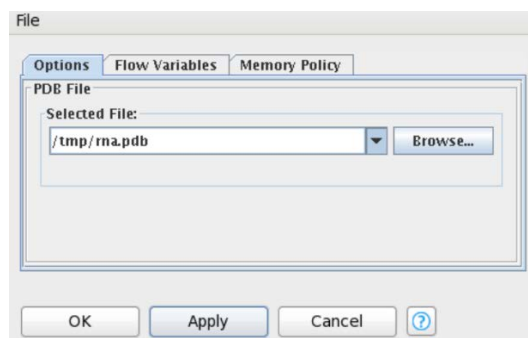 File
Options Flow Variables Memory Policy
PDB File
Selected File:
/tmp/rna.pdb Browse...
OK Apply Cancel ?